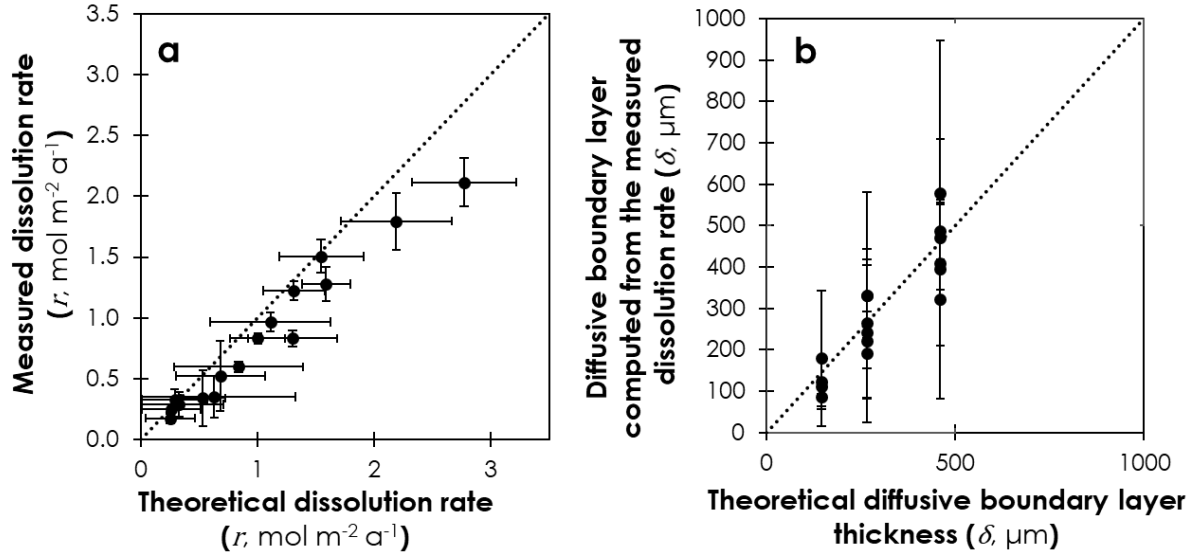 a
Measured dissolution rate
(r, mol m⁻² a⁻¹)
3.5
3.0
2.5
2.0
1.5
1.0
0.5
0.0
0
1
2
3
Theoretical dissolution rate
(r, mol m⁻² a⁻¹)
b
Diffusive boundary layer
computed from the measured
dissolution rate (δ, µm)
1000
900
800
700
600
500
400
300
200
100
0
0
500
1000
Theoretical diffusive boundary layer
thickness (δ, µm)